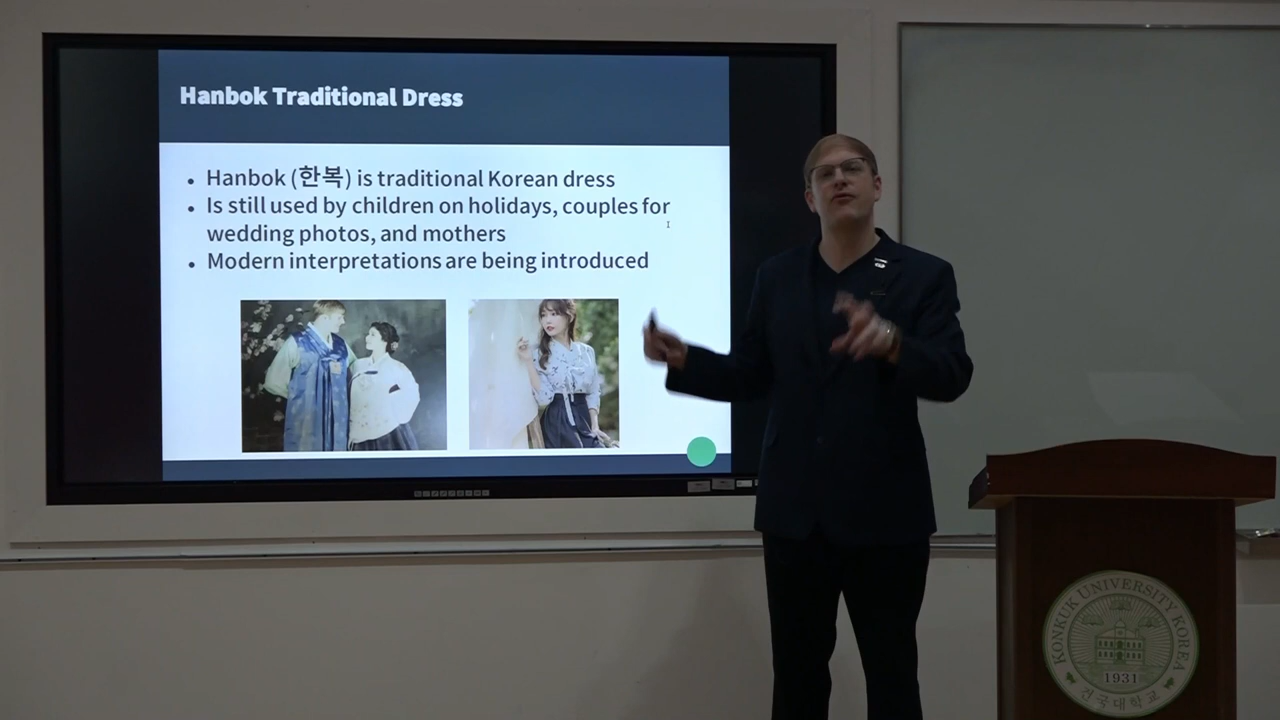 Hanbok Traditional Dress
• Hanbok (한복) is traditional Korean dress
• Is still used by children on holidays, couples for
wedding photos, and mothers
• Modern interpretations are being introduced
KONKUK UNIVERSITY KOREA
1931
건국대학교